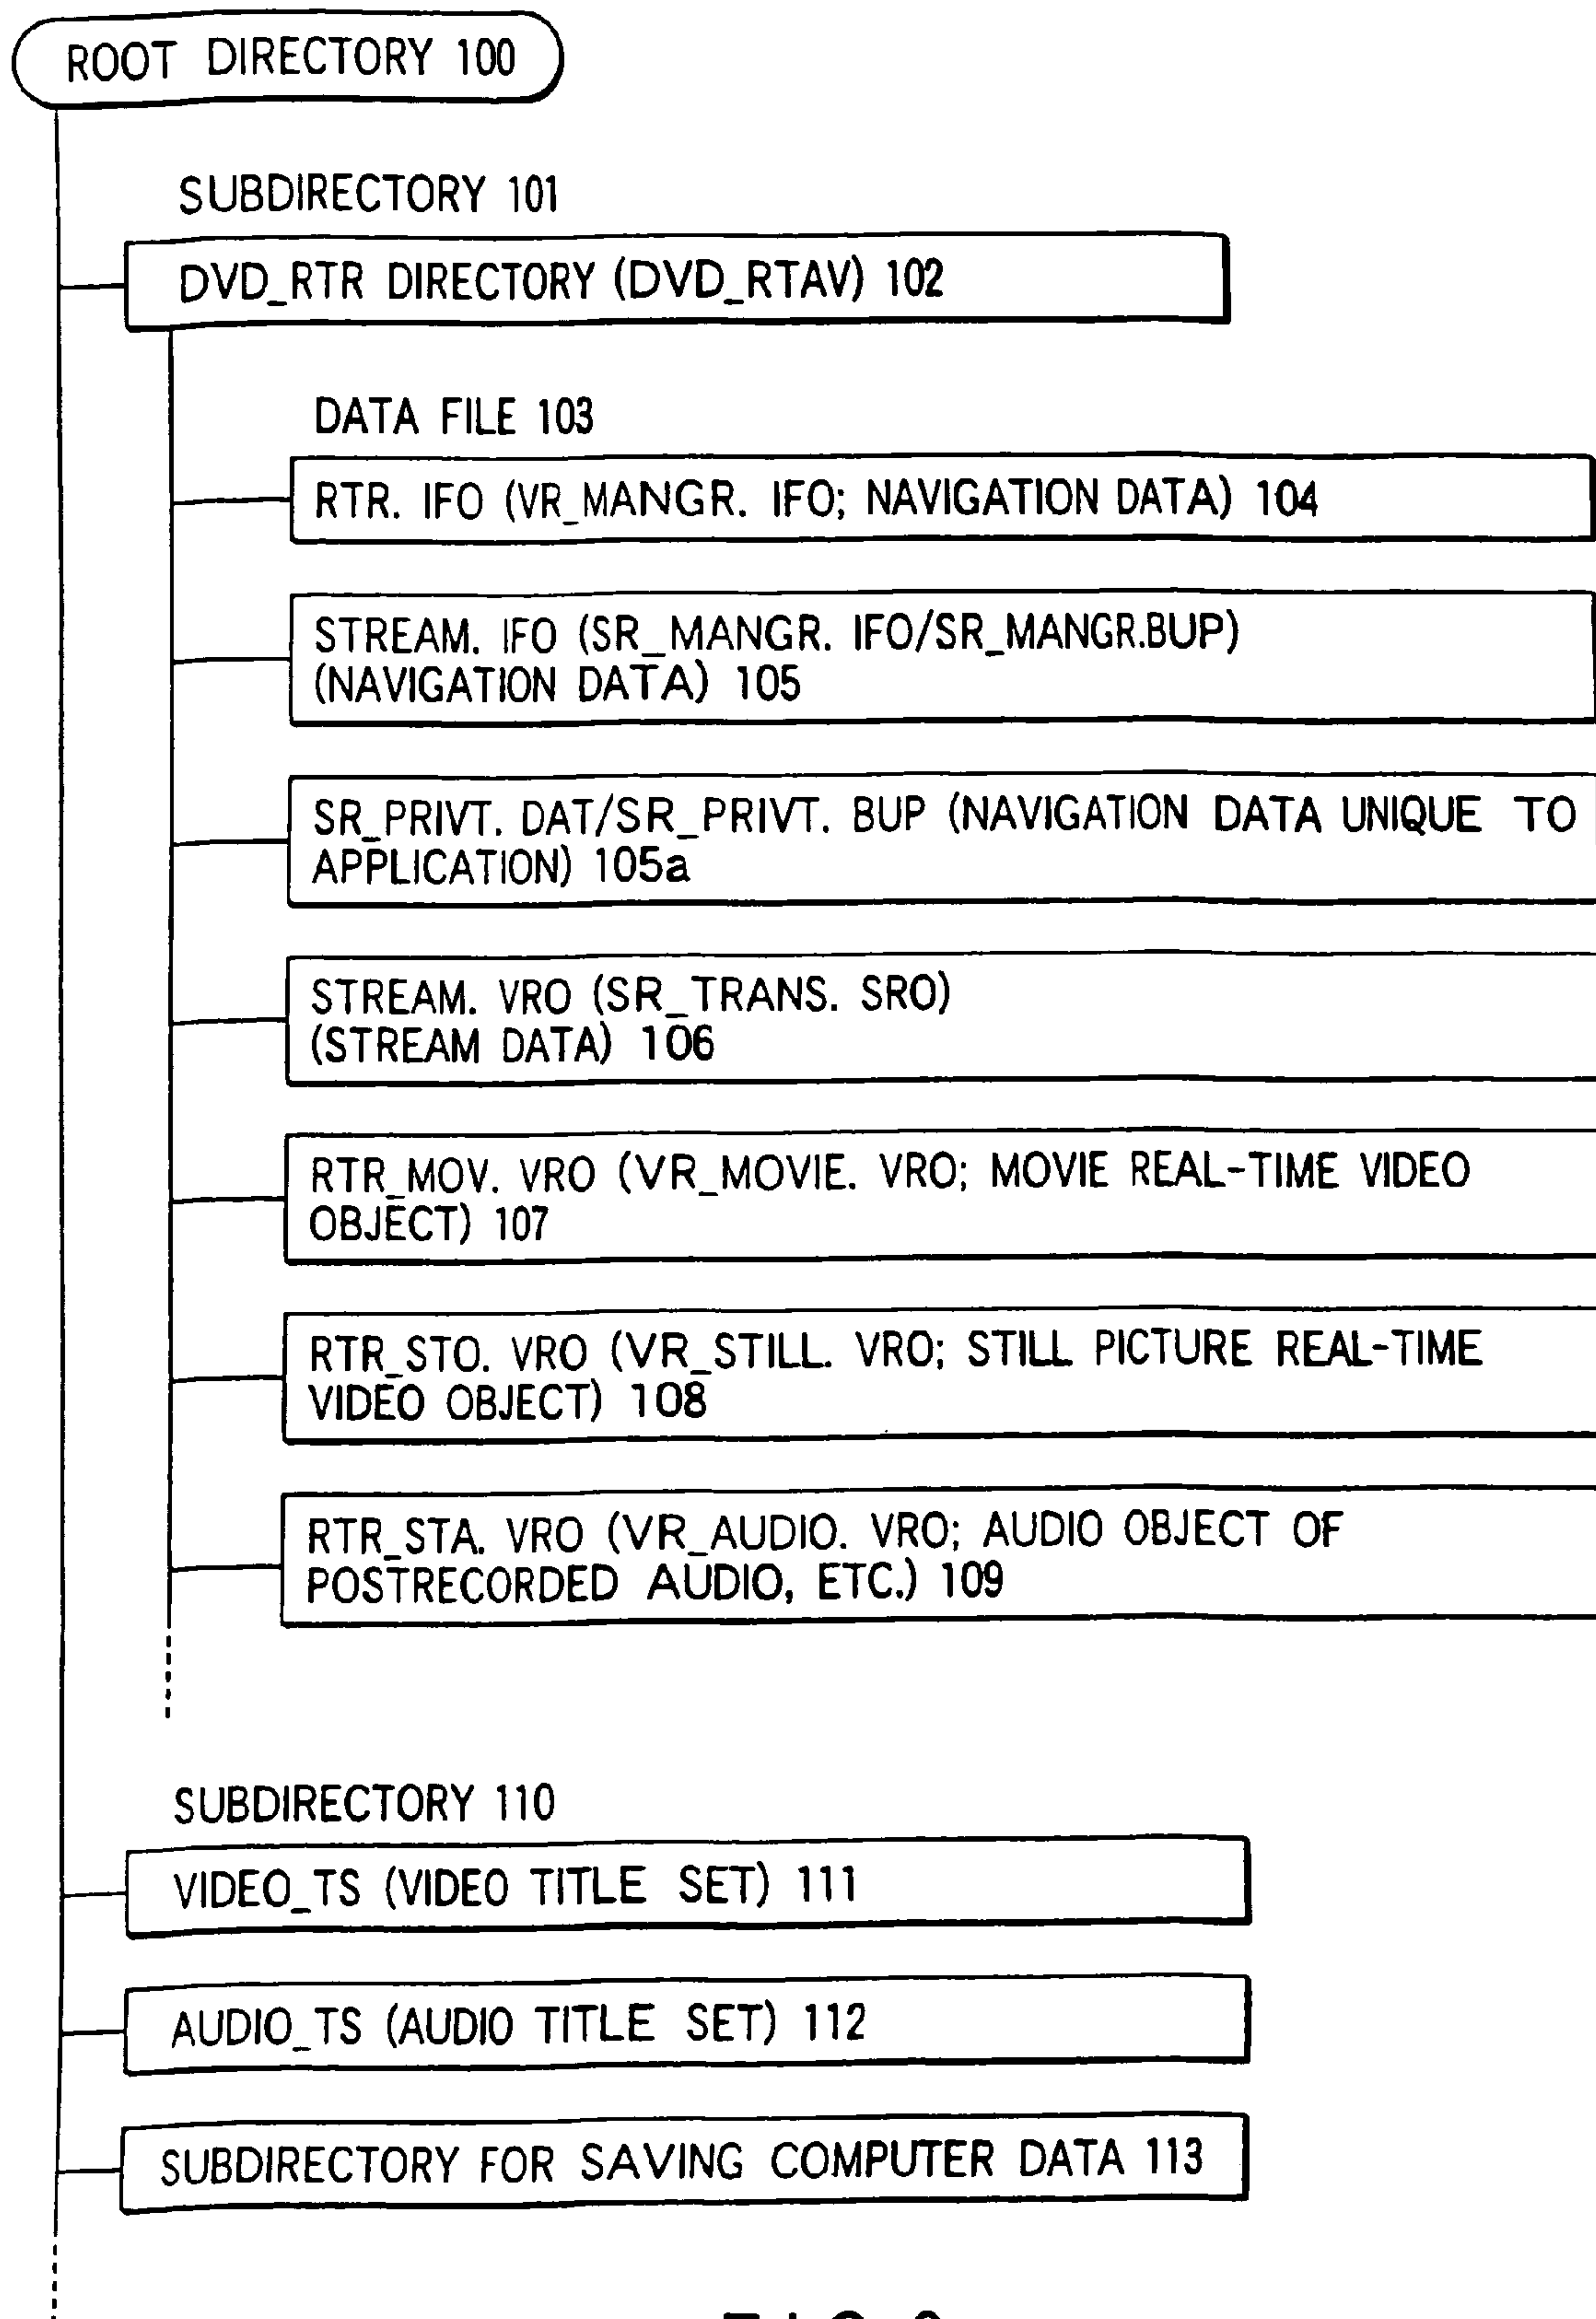 ROOT DIRECTORY 100
SUBDIRECTORY 101
DVD_RTR DIRECTORY (DVD_RTAV) 102
DATA FILE 103
RTR. IFO (VR_MANGR. IFO; NAVIGATION DATA) 104
STREAM. IFO (SR_MANGR. IFO/SR_MANGR.BUP)
(NAVIGATION DATA) 105
SR_PRIVT. DAT/SR_PRIVT. BUP (NAVIGATION DATA UNIQUE TO
APPLICATION) 105a
STREAM. VRO (SR_TRANS. SRO)
(STREAM DATA) 106
RTR_MOV. VRO (VR_MOVIE. VRO; MOVIE REAL-TIME VIDEO
OBJECT) 107
RTR_STO. VRO (VR_STILL. VRO; STILL PICTURE REAL-TIME
VIDEO OBJECT) 108
RTR_STA. VRO (VR_AUDIO. VRO; AUDIO OBJECT OF
POSTRECORDED AUDIO, ETC.) 109
SUBDIRECTORY 110
VIDEO_TS (VIDEO TITLE SET) 111
AUDIO_TS (AUDIO TITLE SET) 112
SUBDIRECTORY FOR SAVING COMPUTER DATA 113